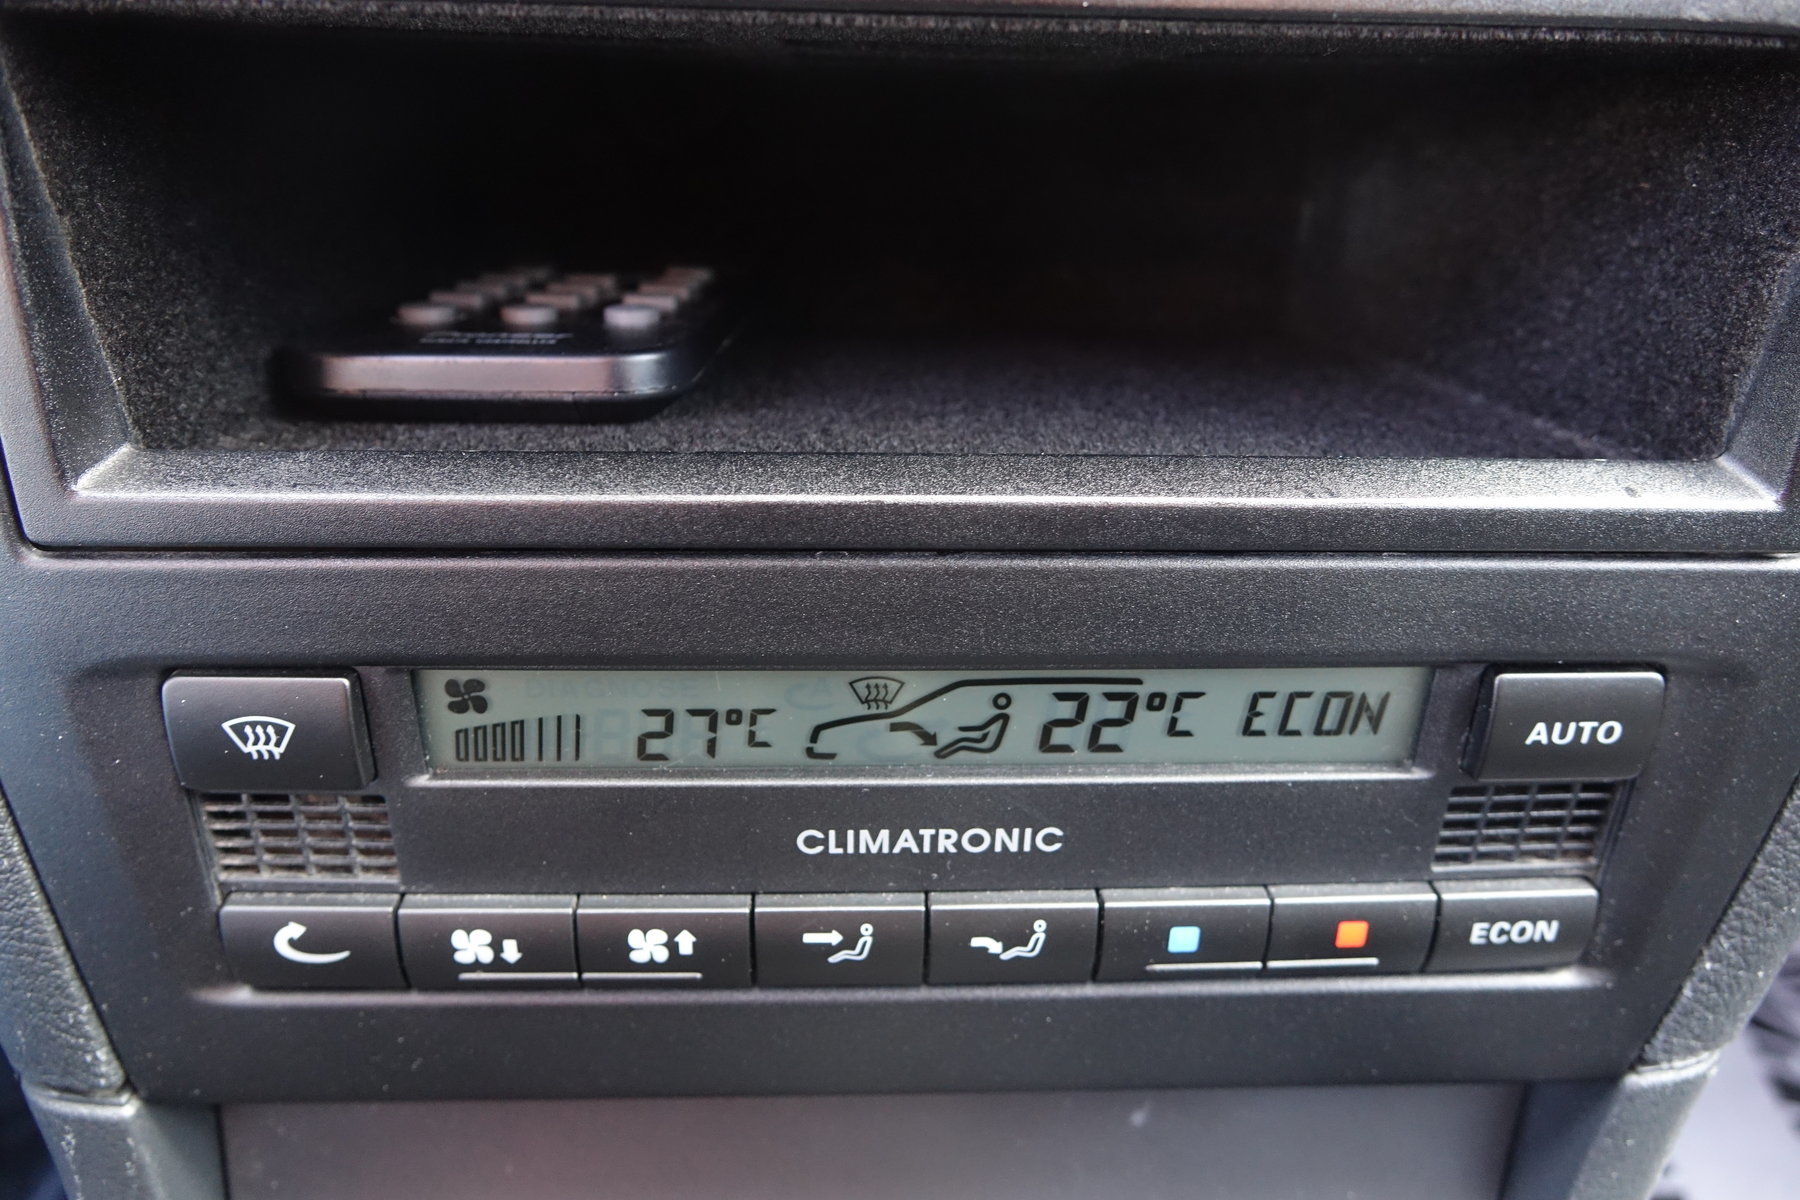 27°C 22°C ECON
AUTO
CLIMATRONIC
ECON